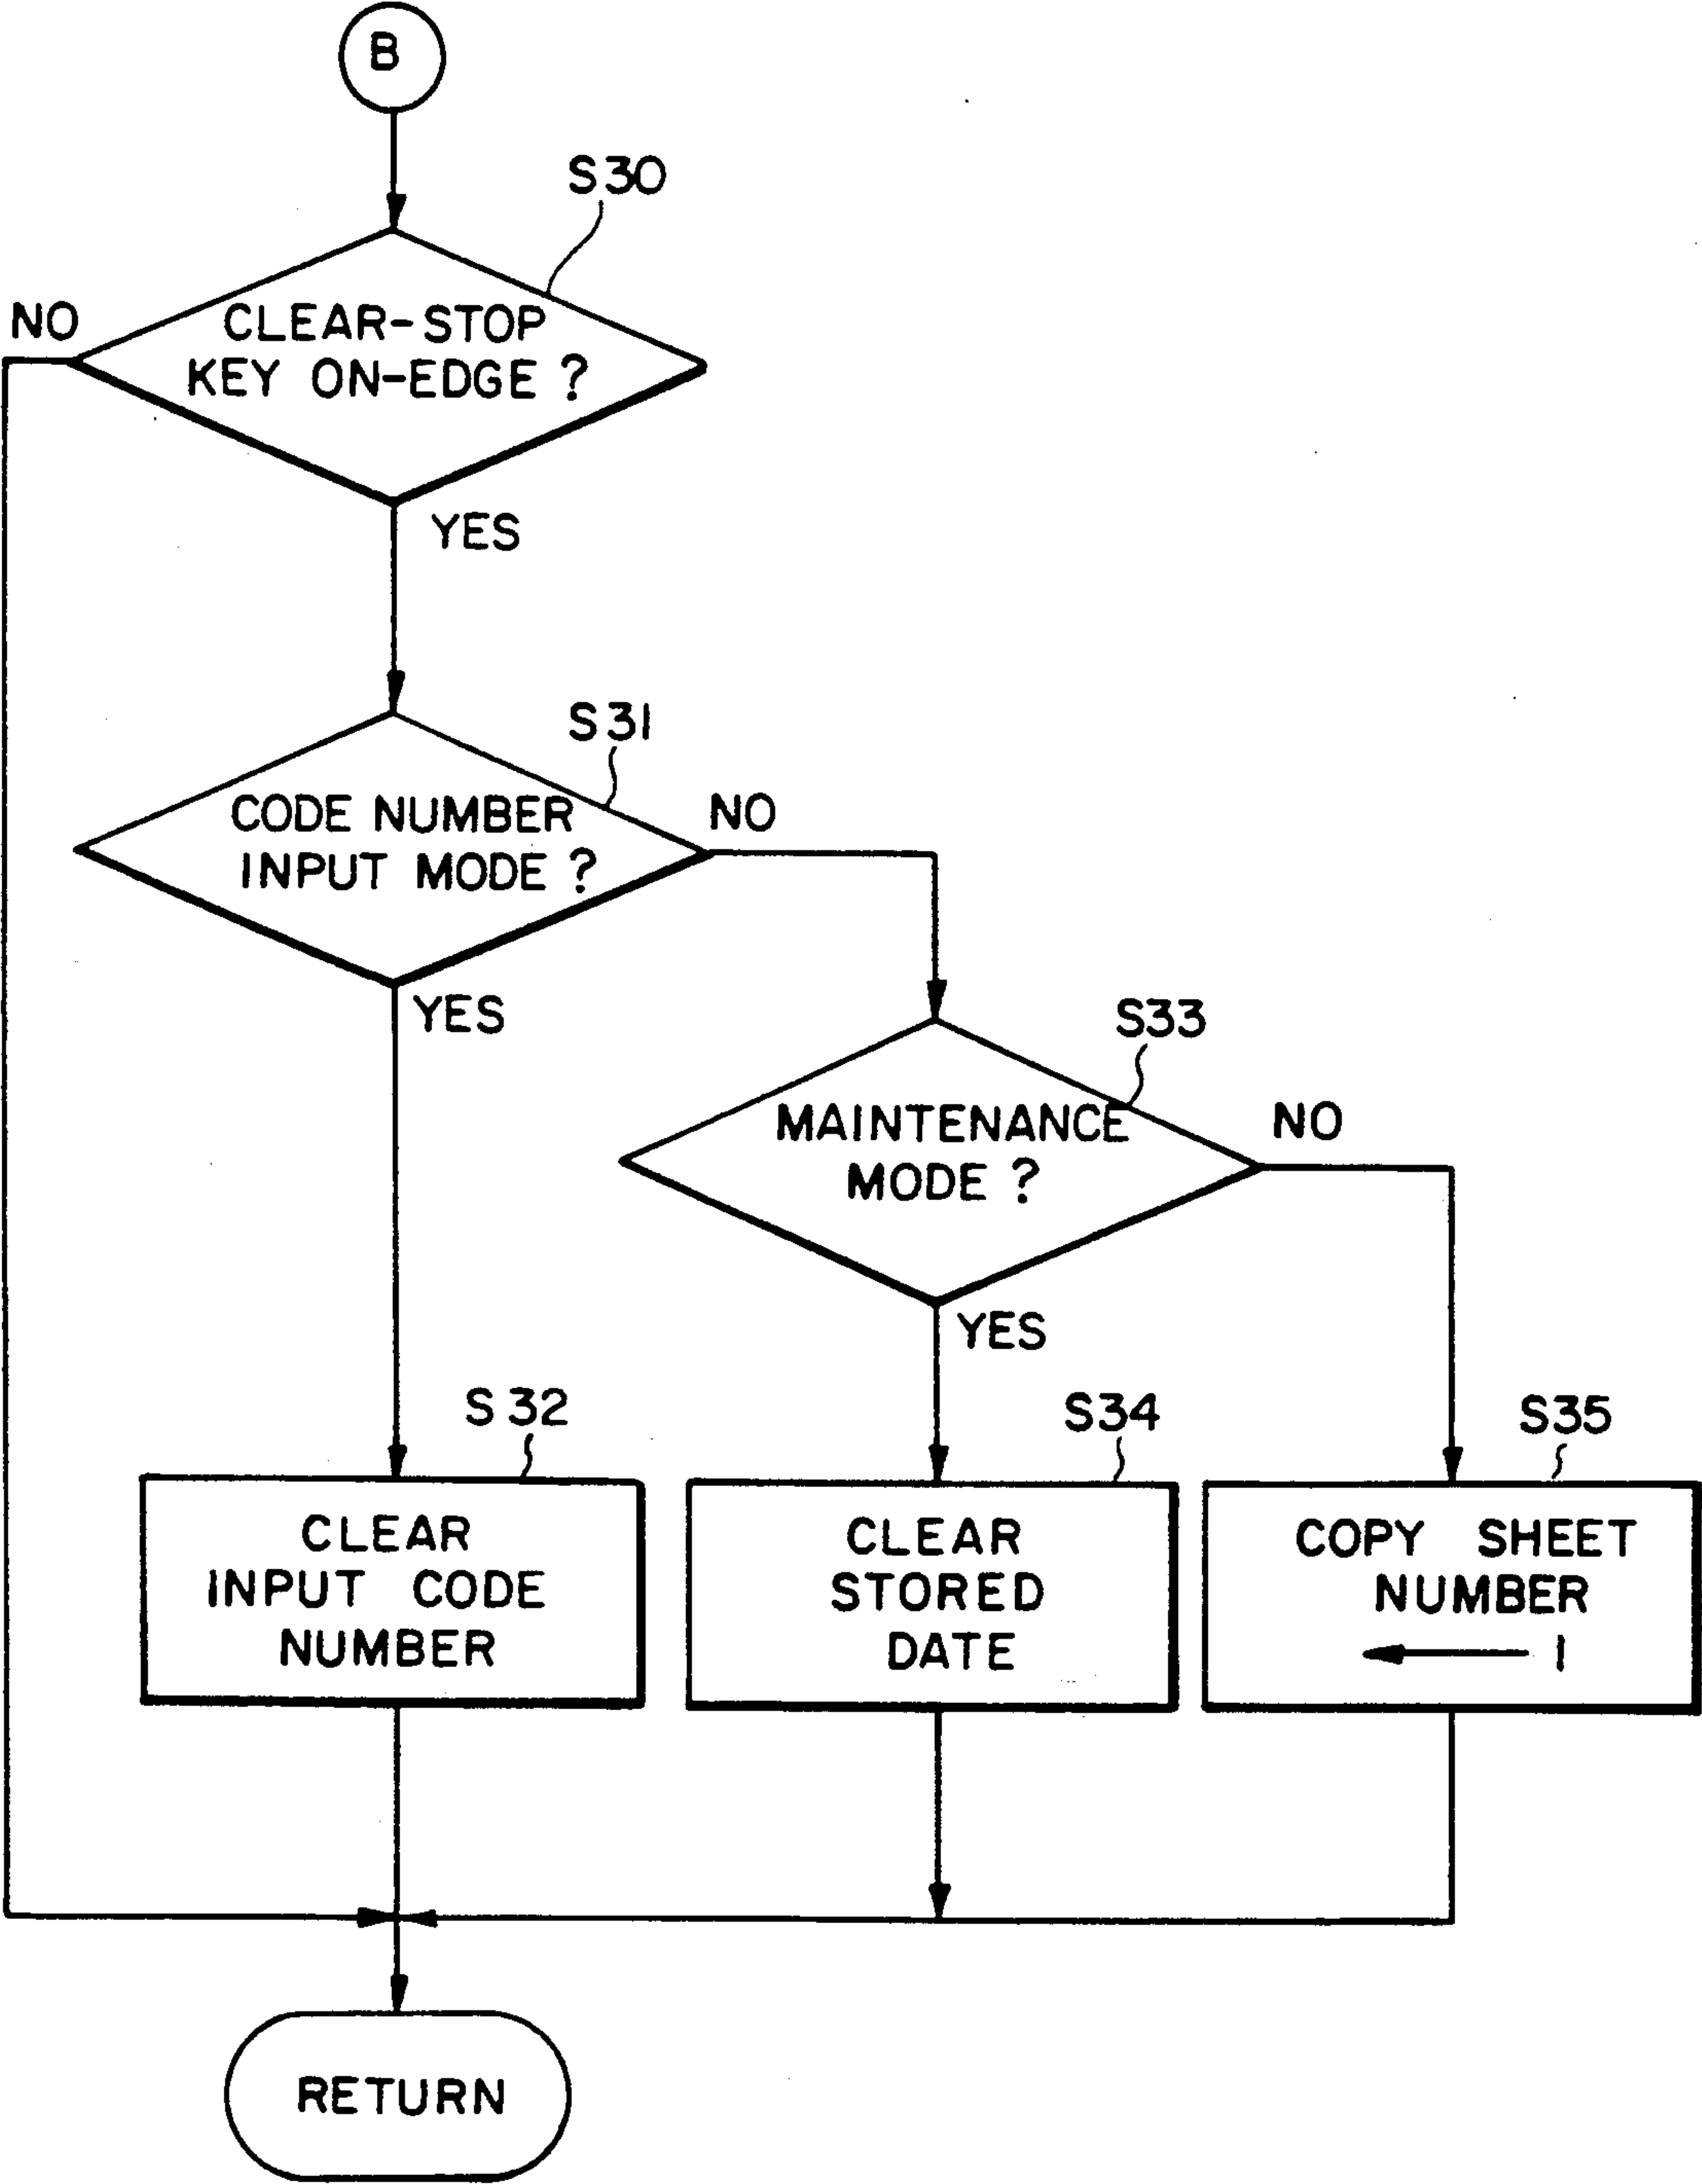 B
S30
NO
CLEAR-STOP
KEY ON-EDGE ?
YES
S31
CODE NUMBER
INPUT MODE ?
NO
YES
S33
MAINTENANCE
MODE ?
NO
YES
S32
CLEAR
INPUT CODE
NUMBER
S34
CLEAR
STORED
DATE
S35
COPY SHEET
NUMBER
← 1
RETURN